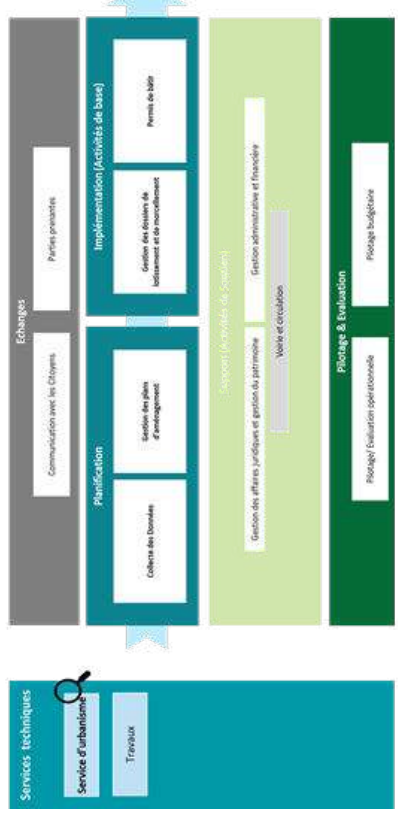 Services techniques
Service d'urbanisme
Travaux
Echanges
Communication avec les Citoyens
Parties prenantes
Planification
Collecte des Données
Gestion des plans
d'aménagement
Implémentation (Activités de base)
Gestion des dossiers de
lotissement et de morcellement
Permis de bâtir
Support (Activités de Soutien)
Gestion des affaires juridiques et gestion du patrimoine
Gestion administrative et financière
Voirie et circulation
Pilotage & Evaluation
Pilotage/ Evaluation opérationnelle
Pilotage budgétaire